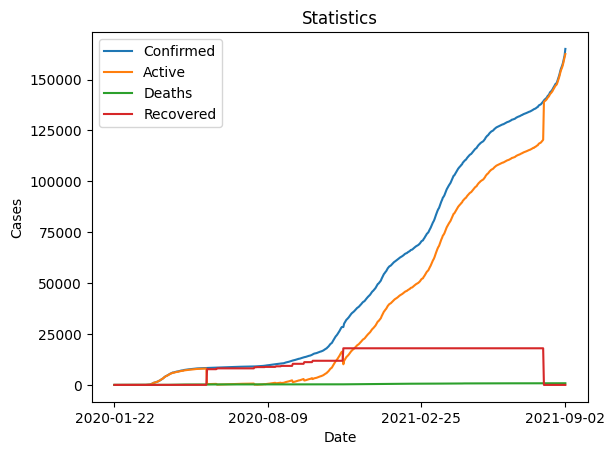 Statistics
Confirmed
Active
Deaths
Recovered
150000
125000
100000
75000
50000
25000
0
Cases
2020-01-22 2020-08-09 2021-02-25 2021-09-02
Date